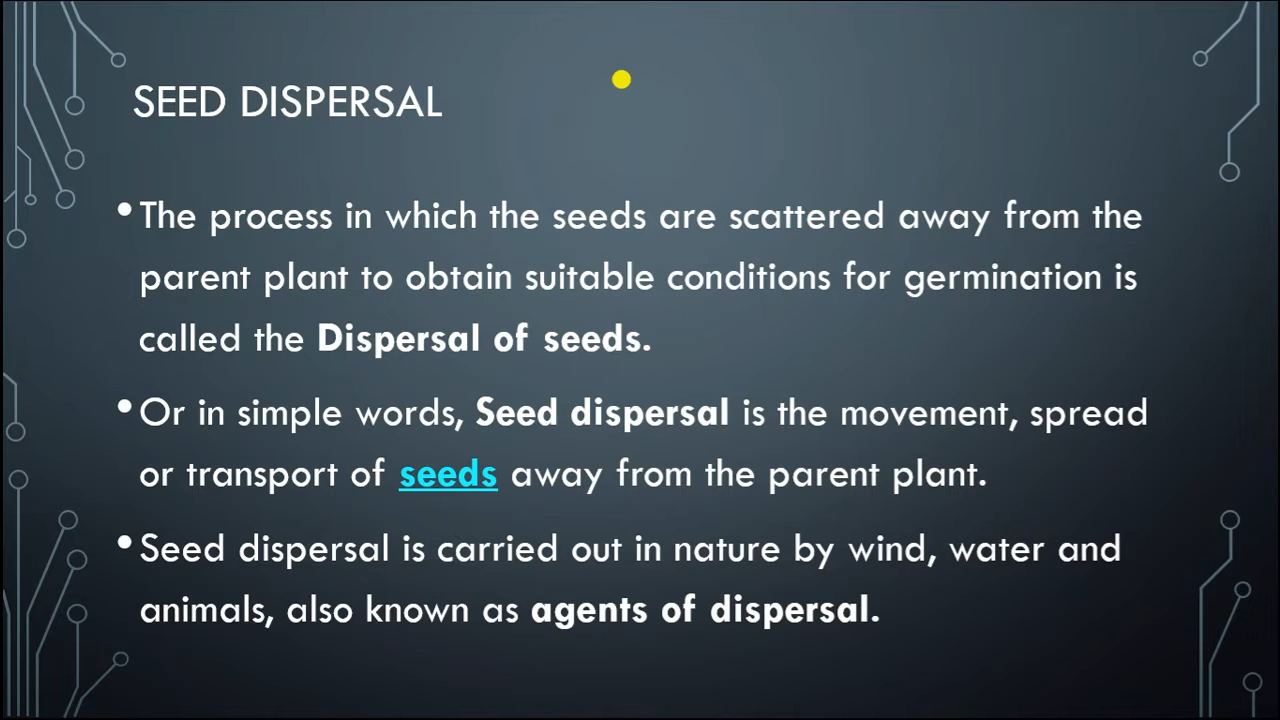 SEED DISPERSAL
•The process in which the seeds are scattered away from the
parent plant to obtain suitable conditions for germination is
called the Dispersal of seeds.
•Or in simple words, Seed dispersal is the movement, spread
or transport of seeds away from the parent plant.
•Seed dispersal is carried out in nature by wind, water and
animals, also known as agents of dispersal.